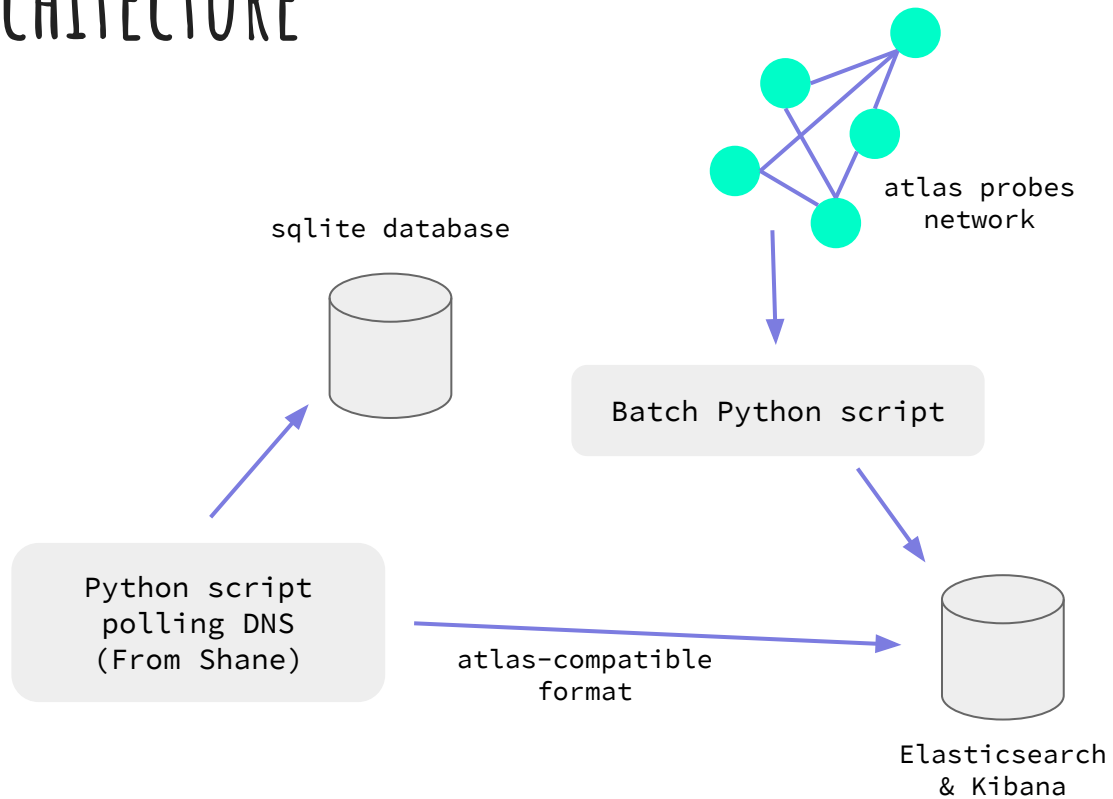 CHITECTURE
atlas probes
network
sqlite database
Batch Python script
Python script
polling DNS
(From Shane)
atlas-compatible
format
Elasticsearch
& Kibana